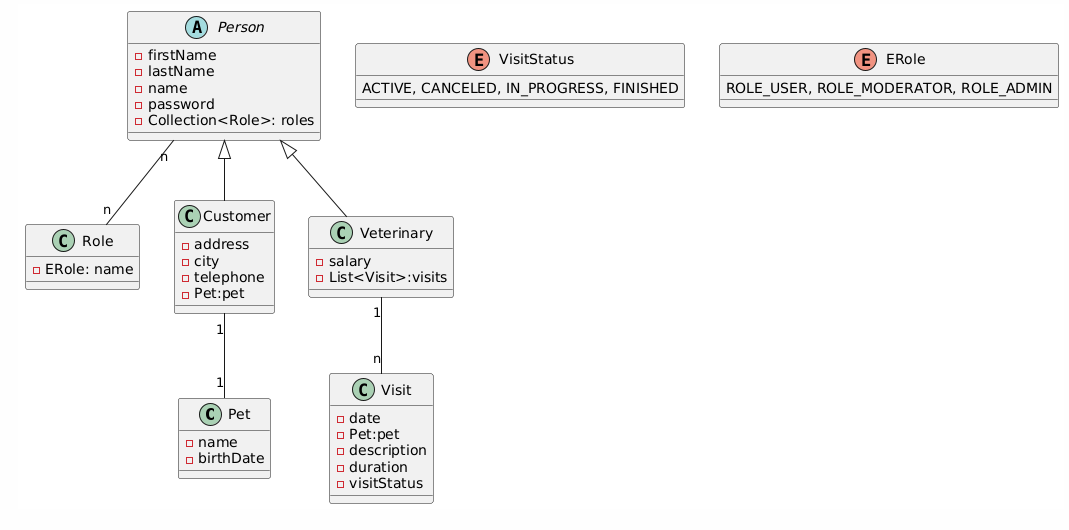 A Person
- firstName
- lastName
- name
- password
- Collection<Role>: roles
E VisitStatus
ACTIVE, CANCELED, IN_PROGRESS, FINISHED
E ERole
ROLE_USER, ROLE_MODERATOR, ROLE_ADMIN
n
n
C Role
ERole: name
C Customer
address
city
telephone
Pet:pet
C Veterinary
salary
List<Visit>:visits
1
1
1
n
C Pet
name
birthDate
C Visit
date
Pet:pet
description
duration
visitStatus